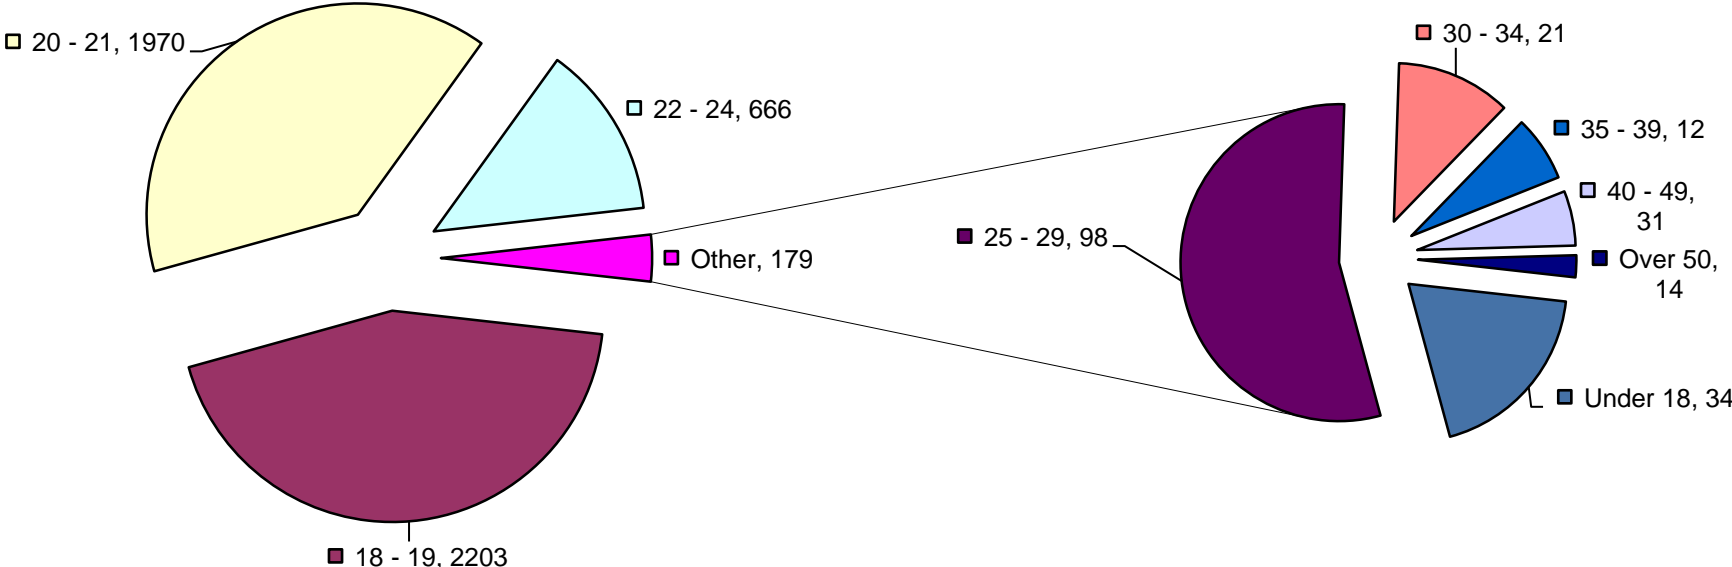 20 - 21, 1970
22 - 24, 666
Other, 179
18 - 19, 2203
25 - 29, 98
30 - 34, 21
35 - 39, 12
40 - 49,
31
Over 50,
14
Under 18, 34